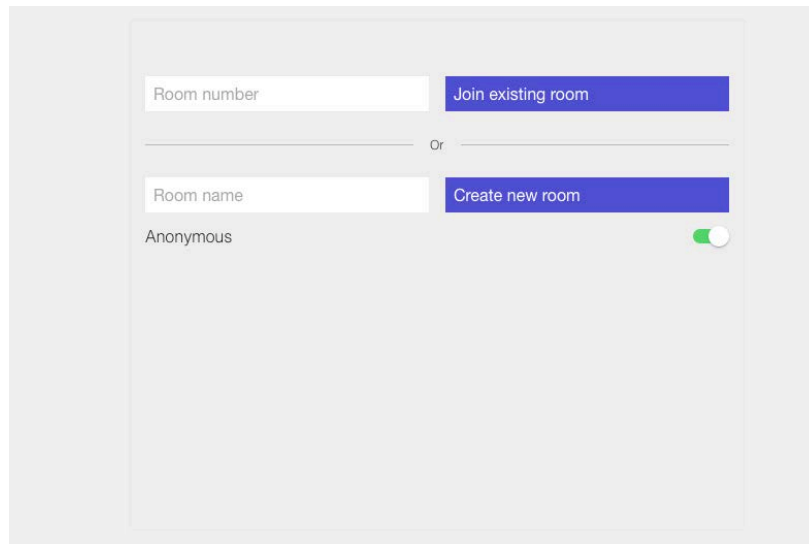 Room number
Join existing room
Or
Room name
Create new room
Anonymous